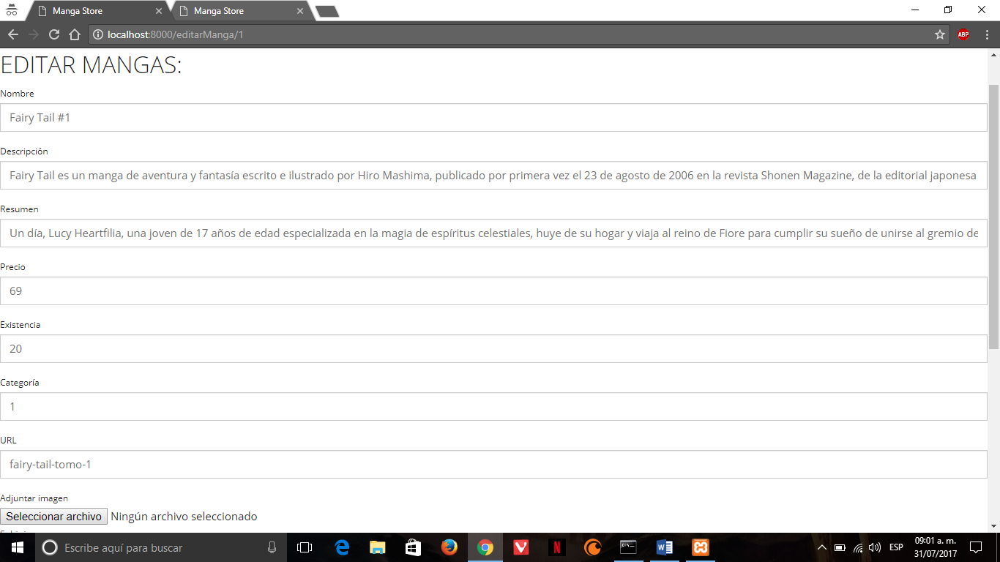 Manga Store
Manga Store
localhost:8000/editarManga/1
ABP
EDITAR MANGAS:
Nombre
Fairy Tail #1
Descripción
Fairy Tail es un manga de aventura y fantasía escrito e ilustrado por Hiro Mashima, publicado por primera vez el 23 de agosto de 2006 en la revista Shonen Magazine, de la editorial japonesa
Resumen
Un día, Lucy Heartfilia, una joven de 17 años de edad especializada en la magia de espíritus celestiales, huye de su hogar y viaja al reino de Fiore para cumplir su sueño de unirse al gremio de
Precio
69
Existencia
20
Categoría
1
URL
fairy-tail-tomo-1
Adjuntar imagen
Seleccionar archivo Ningún archivo seleccionado
Escribe aquí para buscar
ESP
09:01 a. m.
31/07/2017